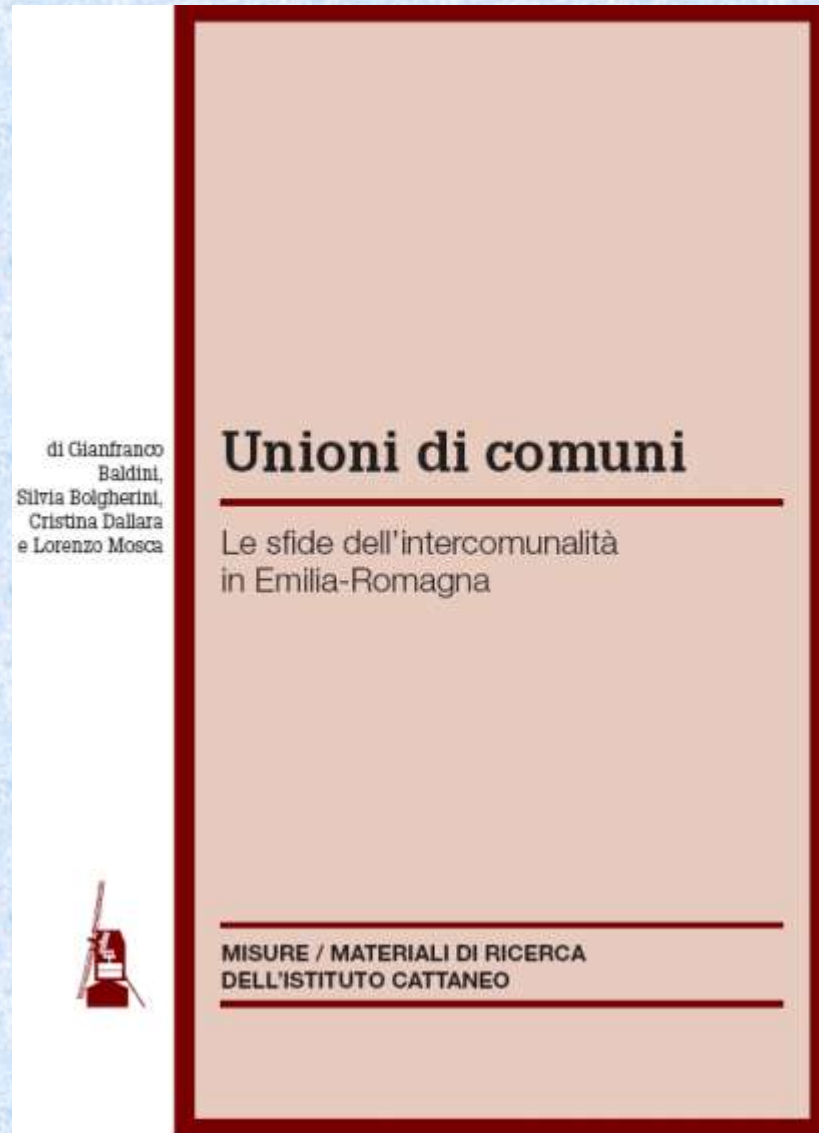 di Gianfranco
Baldini,
Silvia Bolgherini,
Cristina Dallara
e Lorenzo Mosca
Unioni di comuni
Le sfide dell'intercomunalità
in Emilia-Romagna
MISURE / MATERIALI DI RICERCA
DELL'ISTITUTO CATTANEO